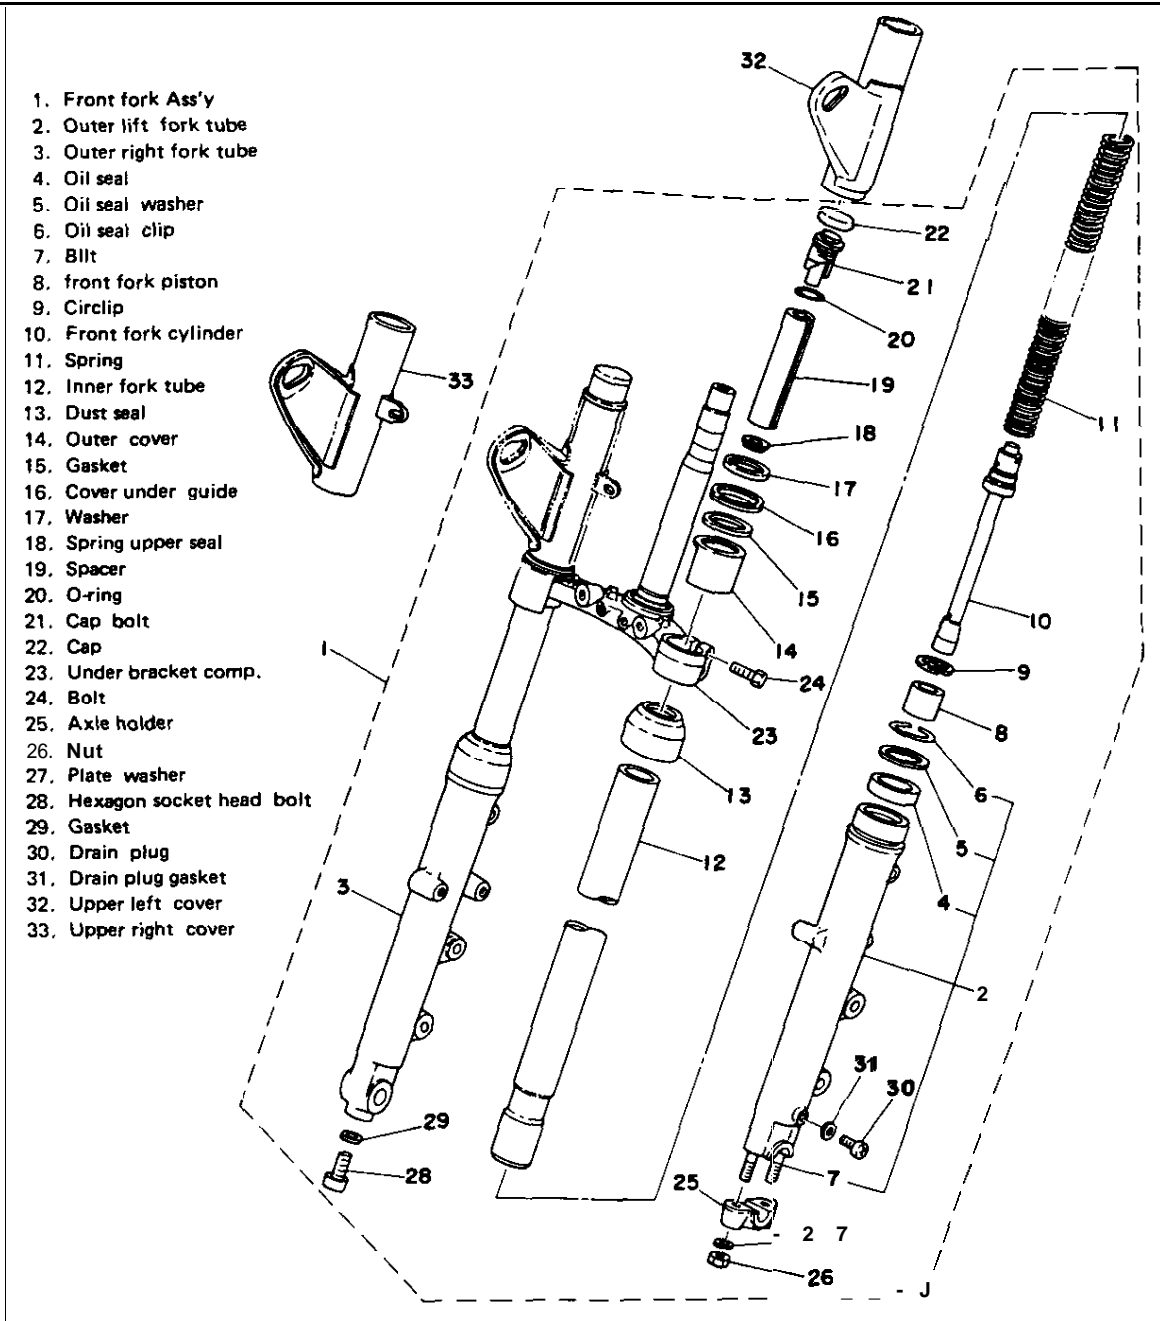 1. Front fork Ass'y
2. Outer lift fork tube
3. Outer right fork tube
4. Oil seal
5. Oil seal washer
6. Oil seal clip
7. Bllt
8. front fork piston
9. Circlip
10. Front fork cylinder
11. Spring
12. Inner fork tube
13. Dust seal
14. Outer cover
15. Gasket
16. Cover under guide
17. Washer
18. Spring upper seal
19. Spacer
20. O-ring
21. Cap bolt
22. Cap
23. Under bracket comp.
24. Bolt
25. Axle holder
26. Nut
27. Plate washer
28. Hexagon socket head bolt
29. Gasket
30. Drain plug
31. Drain plug gasket
32. Upper left cover
33. Upper right cover
32
22
21
20
33
19
11
18
17
16
15
10
1
14
24
9
23
8
13
6
5
12
3
4
2
31
30
29
7
28
25
- 2 7
26
- J